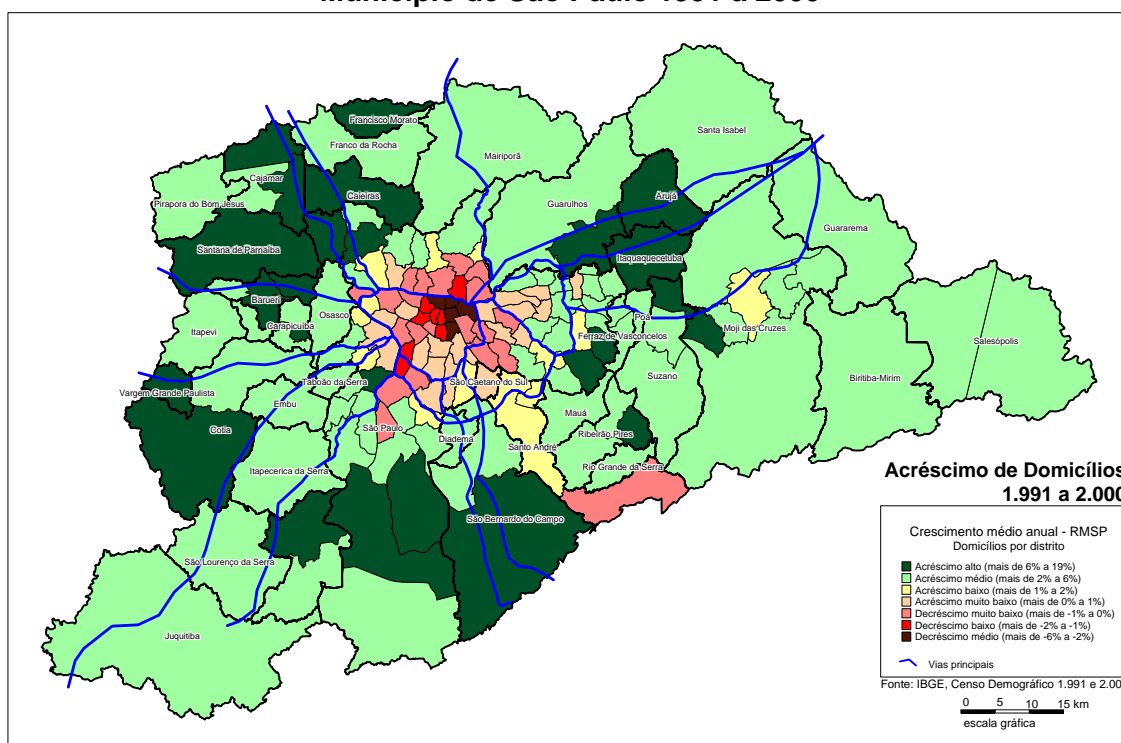 Município de São Paulo 1991 a 2000
Francisco Morato
Franco da Rocha
Santa Isabel
Mairiporã
Cajamar
Caieiras
Arujá
Pirapora do Bom Jesus
Guarulhos
Guararema
Santana de Parnaíba
Itaquaquecetuba
Barueri
Osasco
Carapicuíba
Poá
Itapevi
Moji das Cruzes
Ferraz de Vasconcelos
Salesópolis
Suzano
Biritiba-Mirim
Taboão da Serra
São Caetano do Sul
Vargem Grande Paulista
Embu
Mauá
Cotia
São Paulo
Diadema
Ribeirão Pires
Santo André
Itapecerica da Serra
Rio Grande da Serra
São Bernardo do Campo
São Lourenço da Serra
Juquitiba
Acréscimo de Domicílios
1.991 a 2.000
Crescimento médio anual - RMSP
Domicílios por distrito
Acréscimo alto (mais de 6% a 19%)
Acréscimo médio (mais de 2% a 6%)
Acréscimo baixo (mais de 1% a 2%)
Acréscimo muito baixo (mais de 0% a 1%)
Decréscimo muito baixo (mais de -1% a 0%)
Decréscimo baixo (mais de -2% a -1%)
Decréscimo médio (mais de -6% a -2%)
Vias principais
Fonte: IBGE, Censo Demográfico 1.991 e 2.00
0 5 10 15 km
escala gráfica